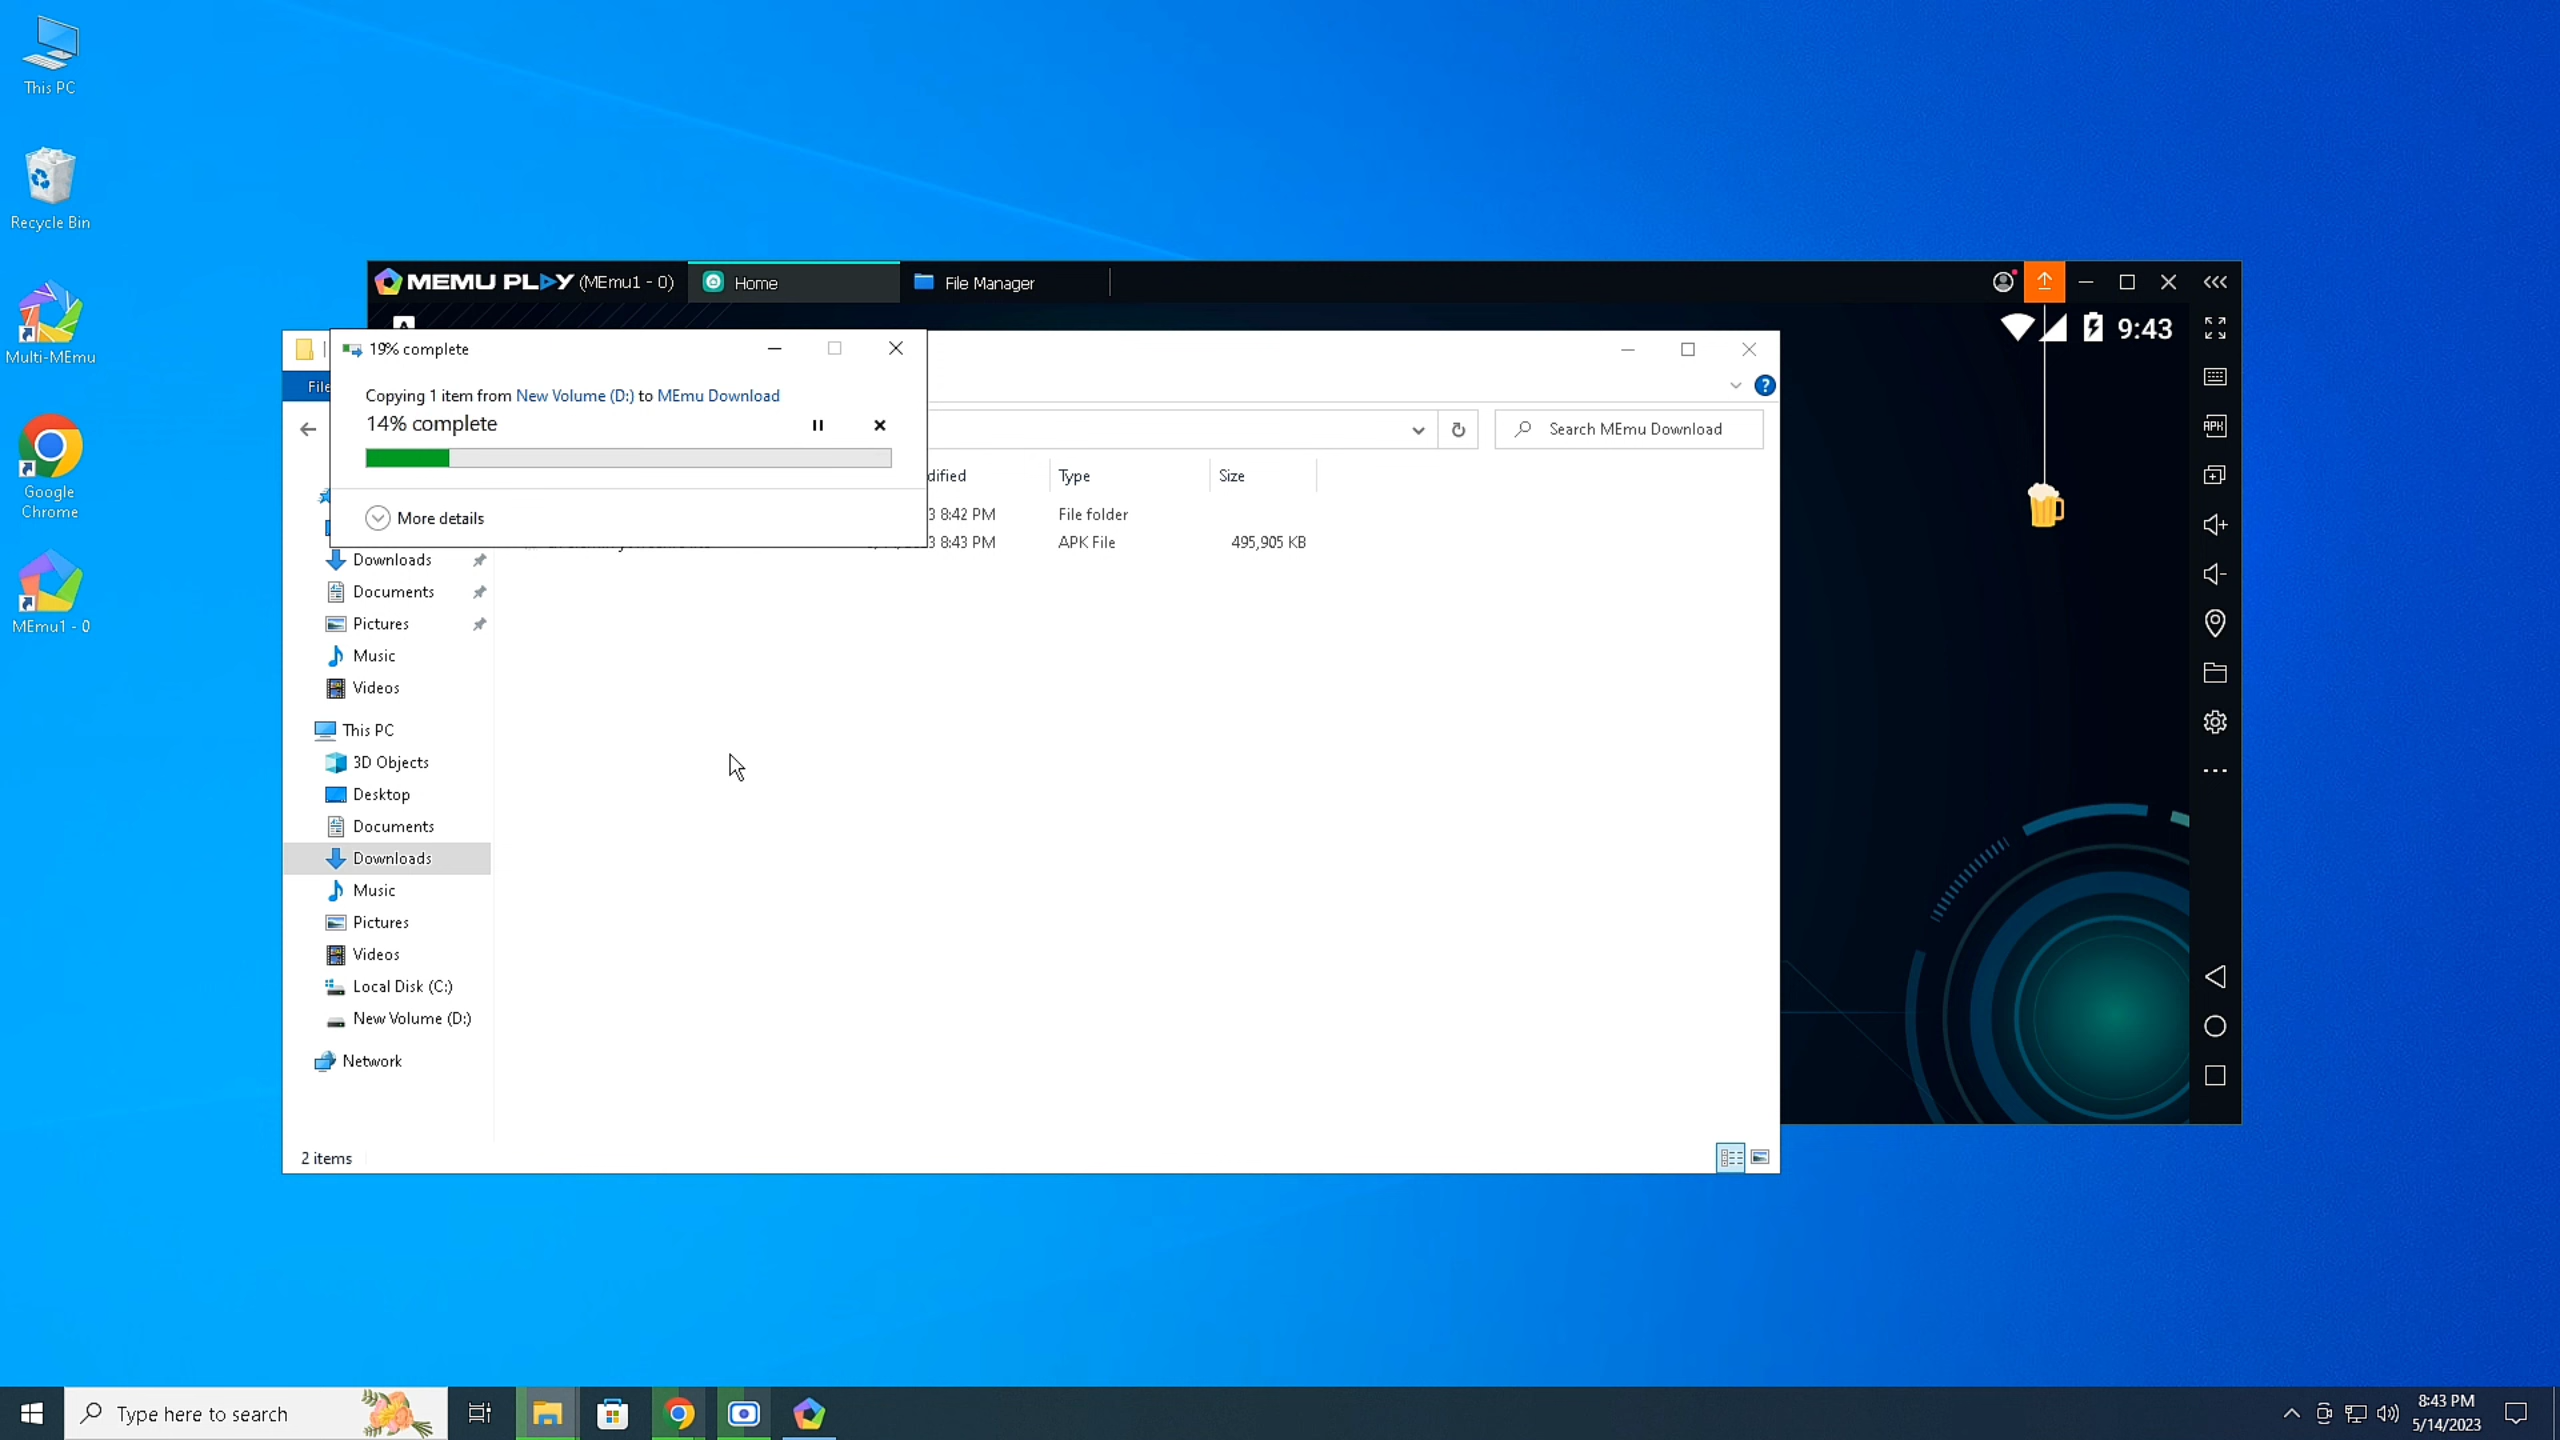 This PC
Recycle Bin
Multi-MEmu
Google
Chrome
MEmu1 - 0
MEMU PLAY (MEmu1 - 0)
Home
File Manager
9:43
19% complete
Copying 1 item from New Volume (D:) to MEmu Download
14% complete
More details
File
Search MEmu Download
dified
Type
Size
3 8:42 PM
File folder
3 8:43 PM
APK File
495,905 KB
Downloads
Documents
Pictures
Music
Videos
This PC
3D Objects
Desktop
Documents
Downloads
Music
Pictures
Videos
Local Disk (C:)
New Volume (D:)
Network
2 items
APK
Type here to search
8:43 PM
5/14/2023